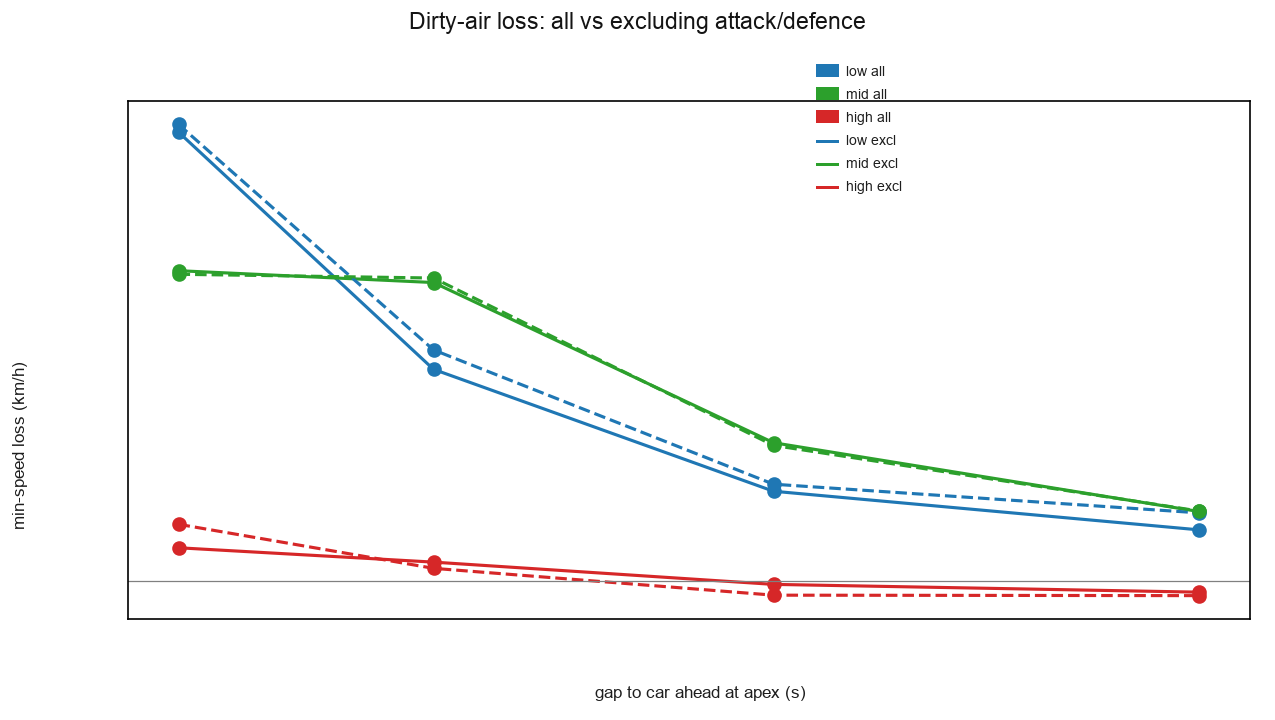 Dirty-air loss: all vs excluding attack/defence
low all
mid all
high all
low excl
mid excl
high excl
min-speed loss (km/h)
gap to car ahead at apex (s)